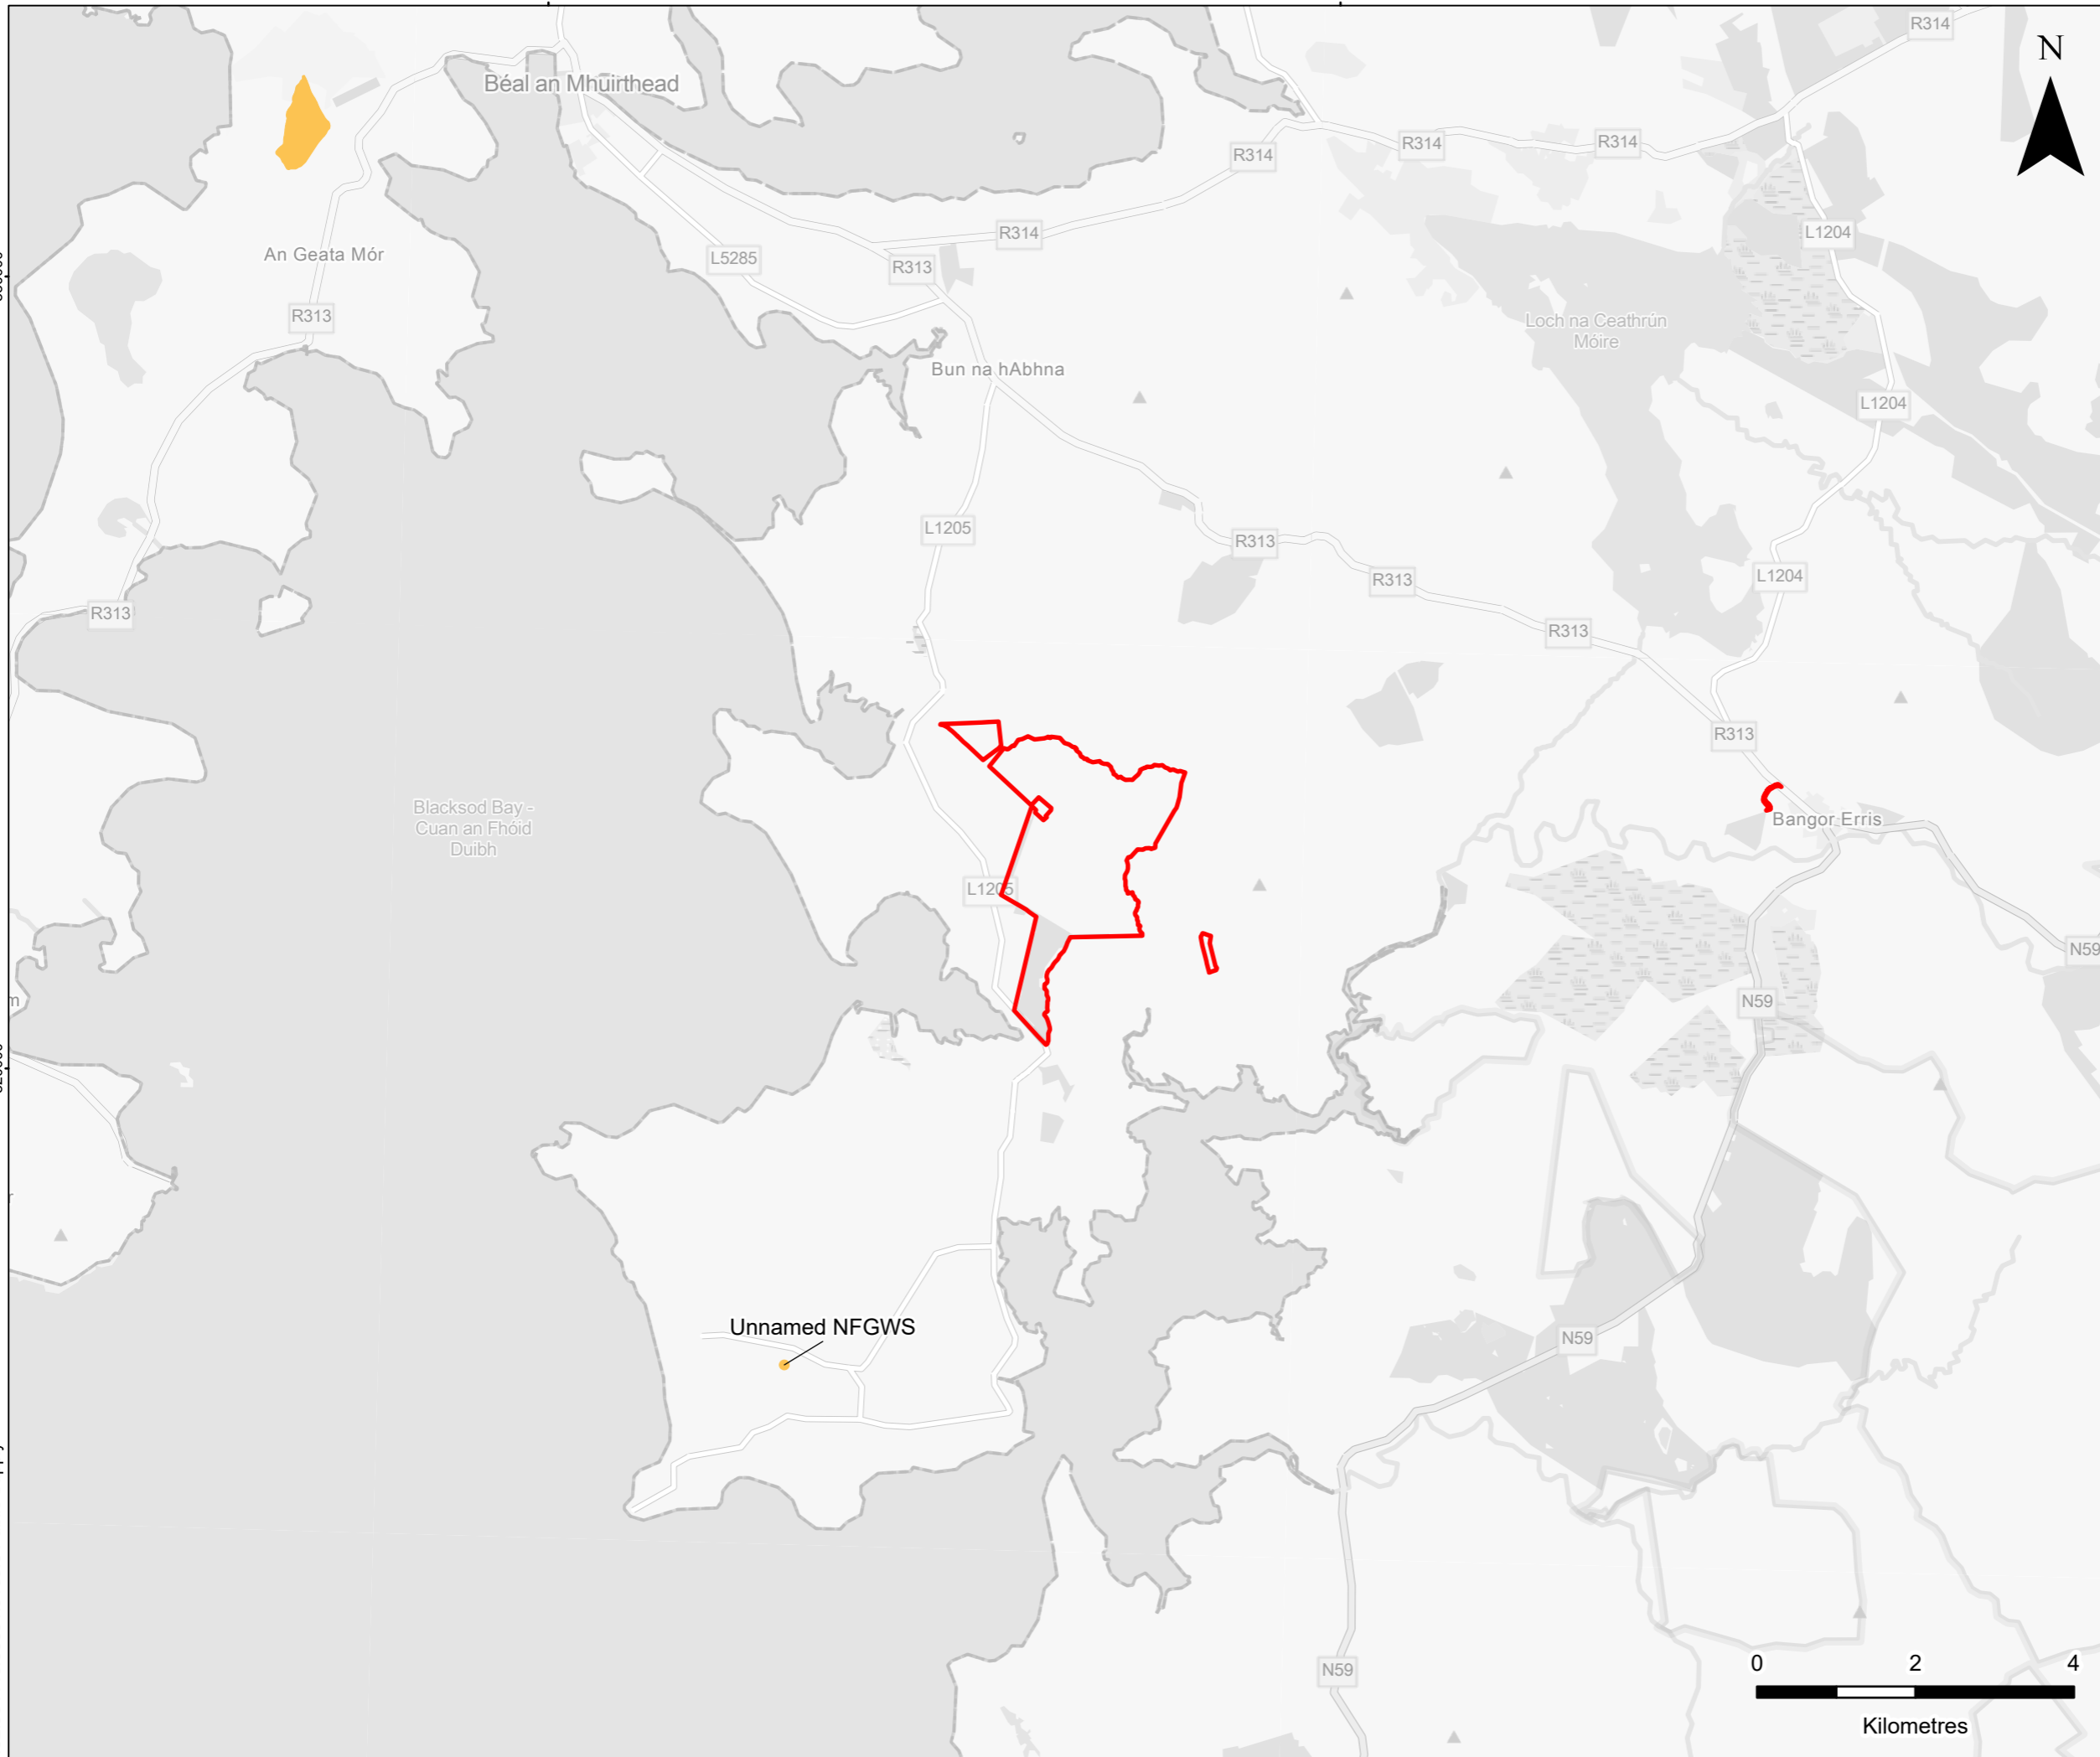 R314
N
Béal an Mhuirthead
R314
R314
R314
R314
L1204
An Geata Mór
L5285
R313
R313
Loch na Ceathrún
Móire
Bun na hAbhna
L1204
L1205
R313
R313
L1204
R313
R313
R313
Blacksod Bay -
Cuan an Fhóid
Duibh
Bangor Erris
L1205
N59
N59
Unnamed NFGWS
N59
N59
0 2 4
Kilometres